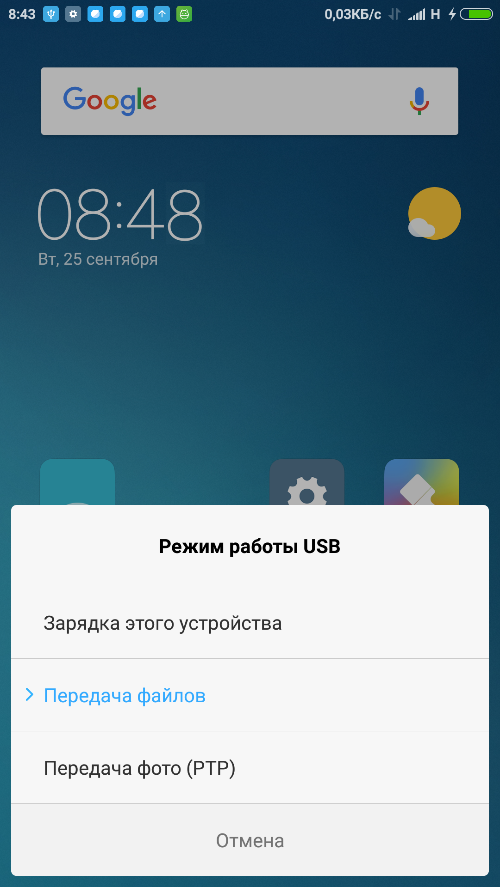 8:43 0,03КБ/с H
Google
08:48
Вт, 25 сентября
Режим работы USB
Зарядка этого устройства
Передача файлов
Передача фото (PTP)
Отмена